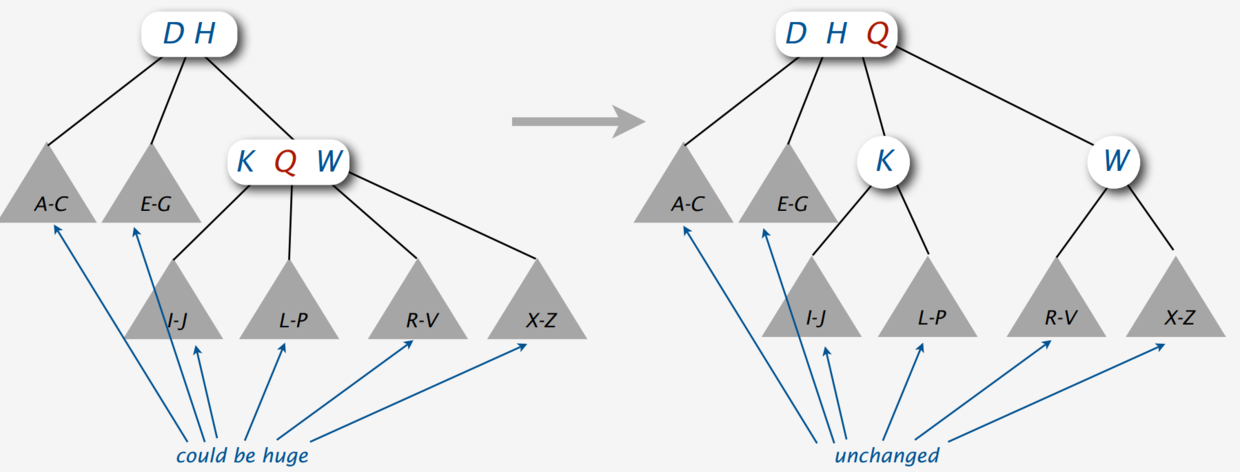 D H
D H Q
K Q W
K
W
A-C
E-G
A-C
E-G
I-J
L-P
R-V
X-Z
I-J
L-P
R-V
X-Z
could be huge
unchanged